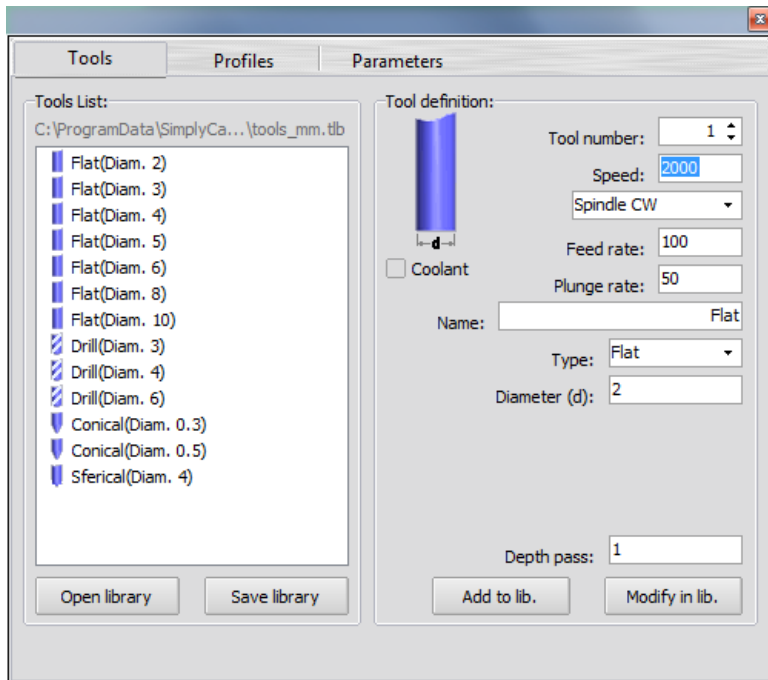 Tools
Profiles
Parameters
Tools List:
C:\ProgramData\SimplyCa...\tools_mm.tlb
Flat(Diam. 2)
Flat(Diam. 3)
Flat(Diam. 4)
Flat(Diam. 5)
Flat(Diam. 6)
Flat(Diam. 8)
Flat(Diam. 10)
Drill(Diam. 3)
Drill(Diam. 4)
Drill(Diam. 6)
Conical(Diam. 0.3)
Conical(Diam. 0.5)
Sferical(Diam. 4)
Open library
Save library
Tool definition:
d
Coolant
Tool number: 1
Speed: 2000
Spindle CW
Feed rate: 100
Plunge rate: 50
Name: Flat
Type: Flat
Diameter (d): 2
Depth pass: 1
Add to lib.
Modify in lib.